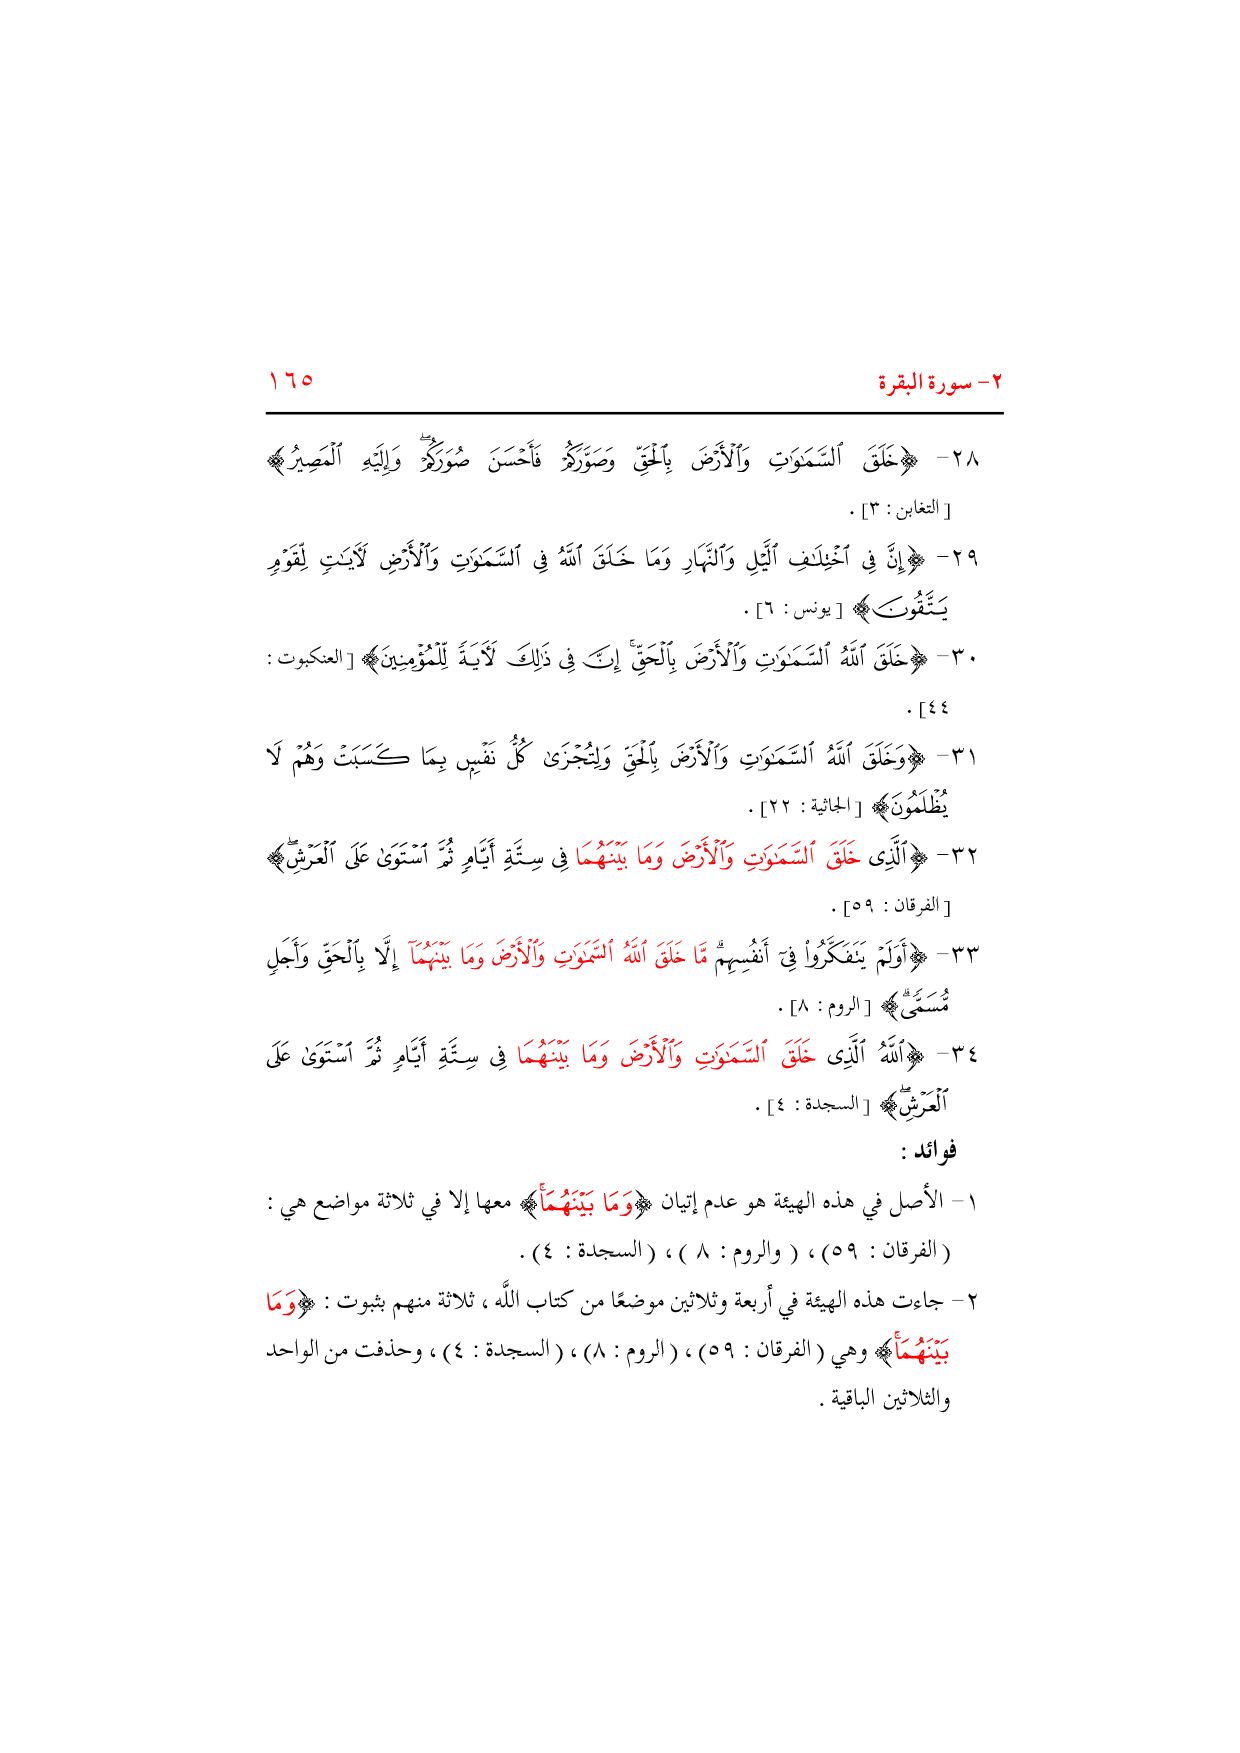 ٢- سورة البقرة ١٦٥
٢٨- ﴿خَلَقَ ٱلسَّمَٰوَٰتِ وَٱلۡأَرۡضَ بِٱلۡحَقِّ وَصَوَّرَكُمۡ فَأَحۡسَنَ صُوَرَكُمۡۖ وَإِلَيۡهِ ٱلۡمَصِيرُ﴾
[التغابن : ٣] .
٢٩- ﴿إِنَّ فِي ٱخۡتِلَٰفِ ٱلَّيۡلِ وَٱلنَّهَارِ وَمَا خَلَقَ ٱللَّهُ فِي ٱلسَّمَٰوَٰتِ وَٱلۡأَرۡضِ لَأٓيَٰتٖ لِّقَوۡمٖ
يَتَّقُونَ﴾ [يونس : ٦] .
٣٠- ﴿خَلَقَ ٱللَّهُ ٱلسَّمَٰوَٰتِ وَٱلۡأَرۡضَ بِٱلۡحَقِّۚ إِنَّ فِي ذَٰلِكَ لَأٓيَةٗ لِّلۡمُؤۡمِنِينَ﴾ [العنكبوت :
٤٤] .
٣١- ﴿وَخَلَقَ ٱللَّهُ ٱلسَّمَٰوَٰتِ وَٱلۡأَرۡضَ بِٱلۡحَقِّ وَلِتُجۡزَىٰ كُلُّ نَفۡسِۭ بِمَا كَسَبَتۡ وَهُمۡ لَا
يُظۡلَمُونَ﴾ [الجاثية : ٢٢] .
٣٢- ﴿ٱلَّذِي خَلَقَ ٱلسَّمَٰوَٰتِ وَٱلۡأَرۡضَ وَمَا بَيۡنَهُمَا فِي سِتَّةِ أَيَّامٖ ثُمَّ ٱسۡتَوَىٰ عَلَى ٱلۡعَرۡشِۖ﴾
[الفرقان : ٥٩] .
٣٣- ﴿أَوَلَمۡ يَتَفَكَّرُواْ فِيٓ أَنفُسِهِمۗ مَّا خَلَقَ ٱللَّهُ ٱلسَّمَٰوَٰتِ وَٱلۡأَرۡضَ وَمَا بَيۡنَهُمَآ إِلَّا بِٱلۡحَقِّ وَأَجَلٖ
مُّسَمّٗىۗ﴾ [الروم : ٨] .
٣٤- ﴿ٱللَّهُ ٱلَّذِي خَلَقَ ٱلسَّمَٰوَٰتِ وَٱلۡأَرۡضَ وَمَا بَيۡنَهُمَا فِي سِتَّةِ أَيَّامٖ ثُمَّ ٱسۡتَوَىٰ عَلَى
ٱلۡعَرۡشِۖ﴾ [السجدة : ٤] .
فوائد :
١- الأصل في هذه الهيئة هو عدم إتيان ﴿وَمَا بَيۡنَهُمَاۚ﴾ معها إلا في ثلاثة مواضع هي :
(الفرقان : ٥٩)، ( والروم : ٨ )، (السجدة : ٤) .
٢- جاءت هذه الهيئة في أربعة وثلاثين موضعًا من كتاب اللَّه ، ثلاثة منهم بثبوت : ﴿وَمَا
بَيۡنَهُمَاۚ﴾ وهي (الفرقان : ٥٩)، (الروم : ٨)، (السجدة : ٤)، وحذفت من الواحد
والثلاثين الباقية .